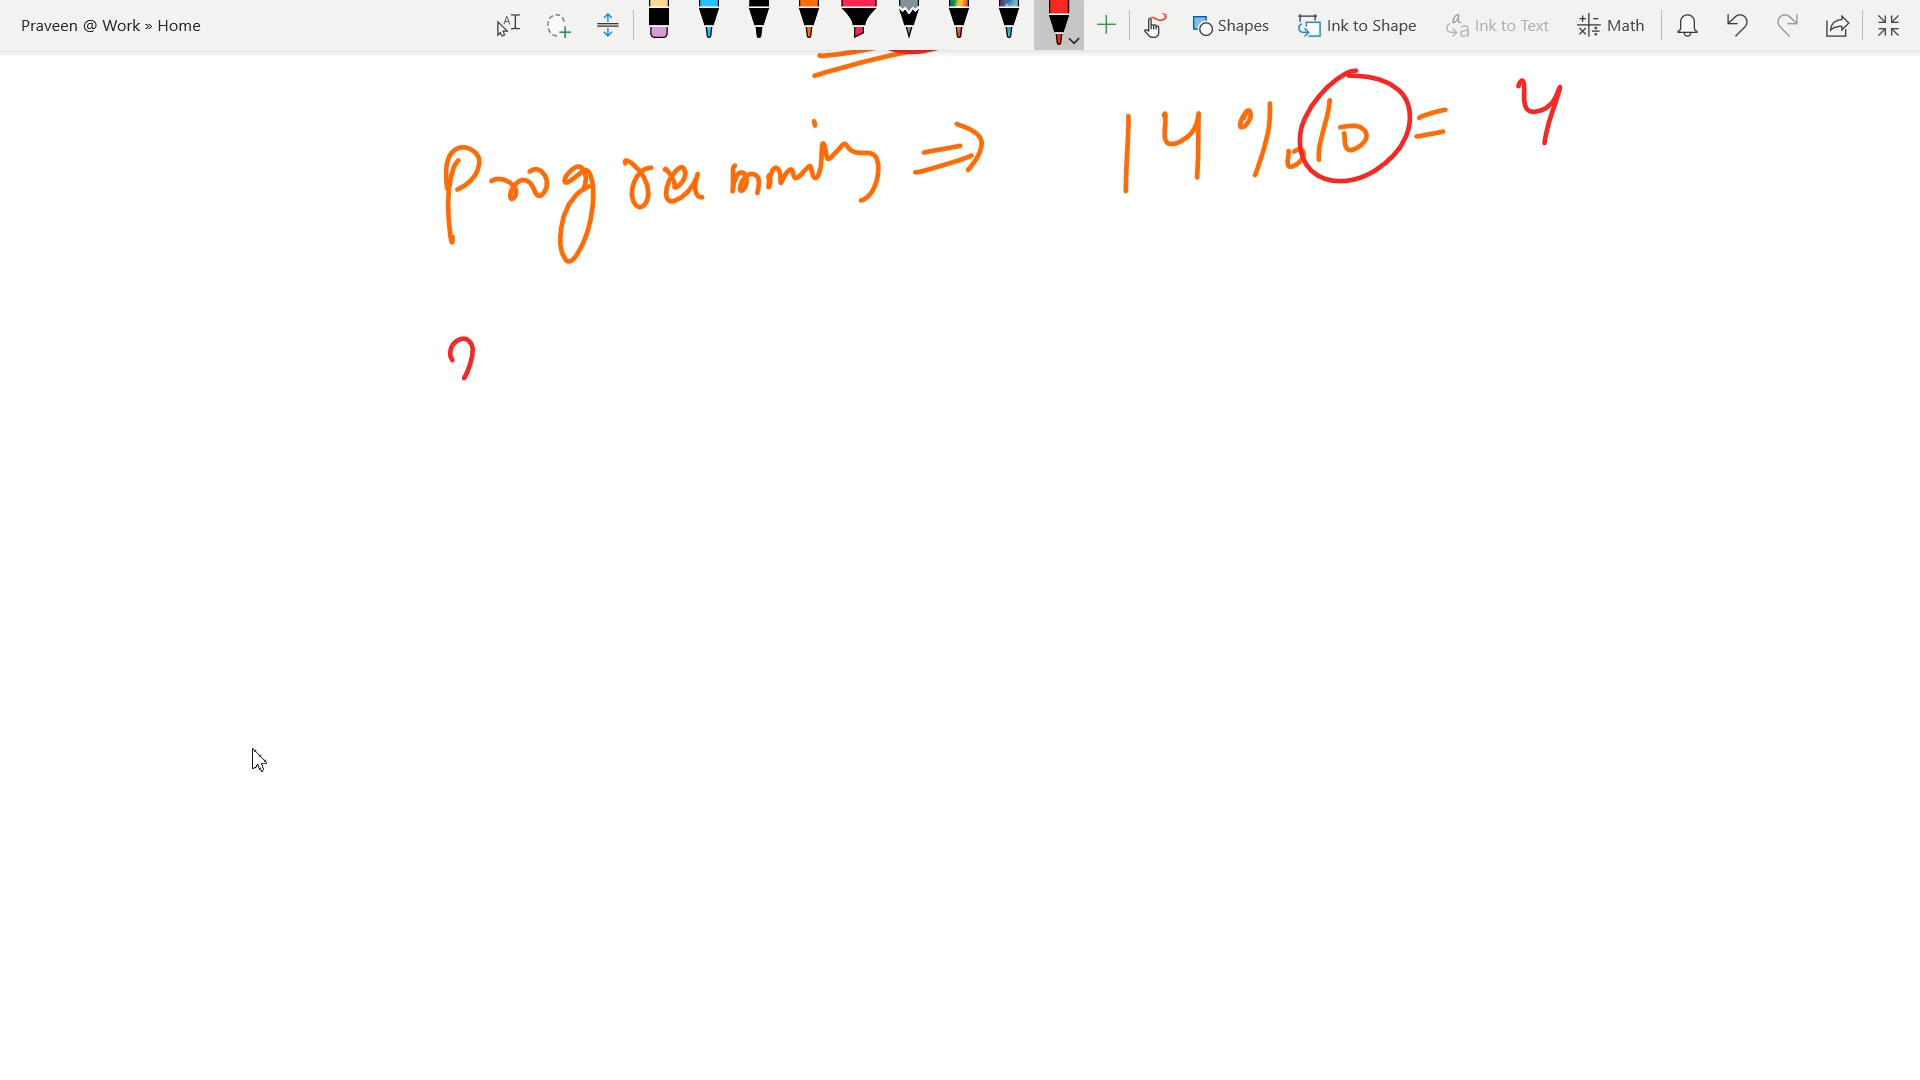 Praveen @ Work » Home
Shapes
Ink to Shape
Ink to Text
Math
Programming ⇒ 14%10 = 4